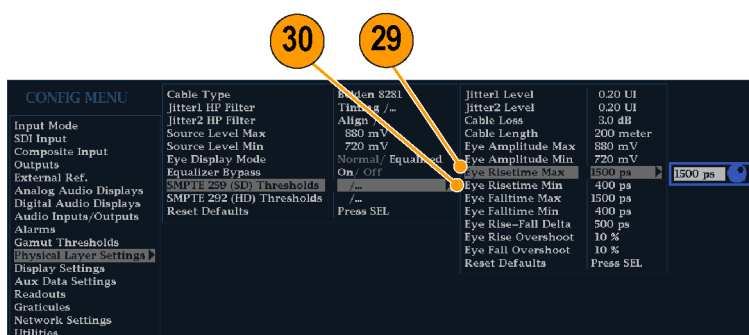 30 29
CONFIG MENU
Input Mode
SDI Input
Composite Input
Outputs
External Ref.
Analog Audio Displays
Digital Audio Displays
Audio Inputs/Outputs
Alarms
Gamut Thresholds
Physical Layer Settings
Display Settings
Aux Data Settings
Readouts
Graticules
Network Settings
Utilities
Cable Type Belden 8281
Jitter1 HP Filter Timing /...
Jitter2 HP Filter Align /...
Source Level Max 880 mV
Source Level Min 720 mV
Eye Display Mode Normal/ Equalized
Equalizer Bypass On/ Off
SMPTE 259 (SD) Thresholds /...
SMPTE 292 (HD) Thresholds /...
Reset Defaults Press SEL
Jitter1 Level 0.20 UI
Jitter2 Level 0.20 UI
Cable Loss 3.0 dB
Cable Length 200 meter
Eye Amplitude Max 880 mV
Eye Amplitude Min 720 mV
Eye Risetime Max 1500 ps
Eye Risetime Min 400 ps
Eye Falltime Max 1500 ps
Eye Falltime Min 400 ps
Eye Rise-Fall Delta 500 ps
Eye Rise Overshoot 10 %
Eye Fall Overshoot 10 %
Reset Defaults Press SEL
1500 ps